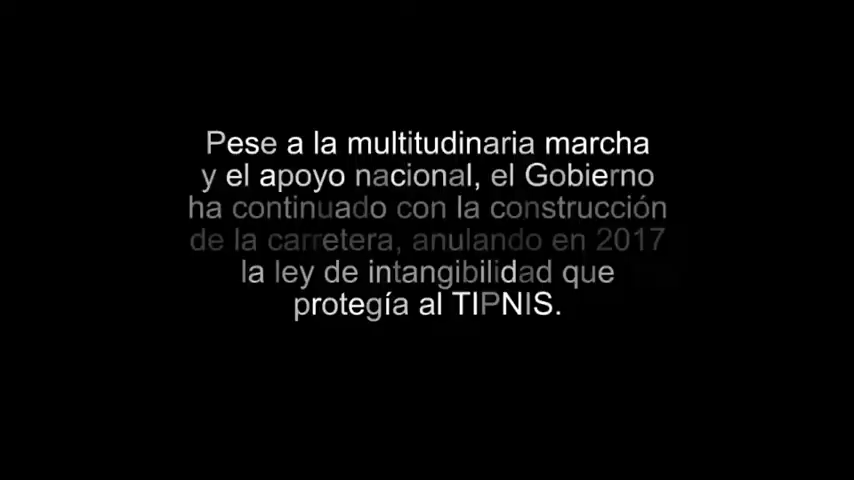 Pese a la multitudinaria marcha
y el apoyo nacional, el Gobierno
ha continuado con la construcción
de la carretera, anulando en 2017
la ley de intangibilidad que
protegía al TIPNIS.